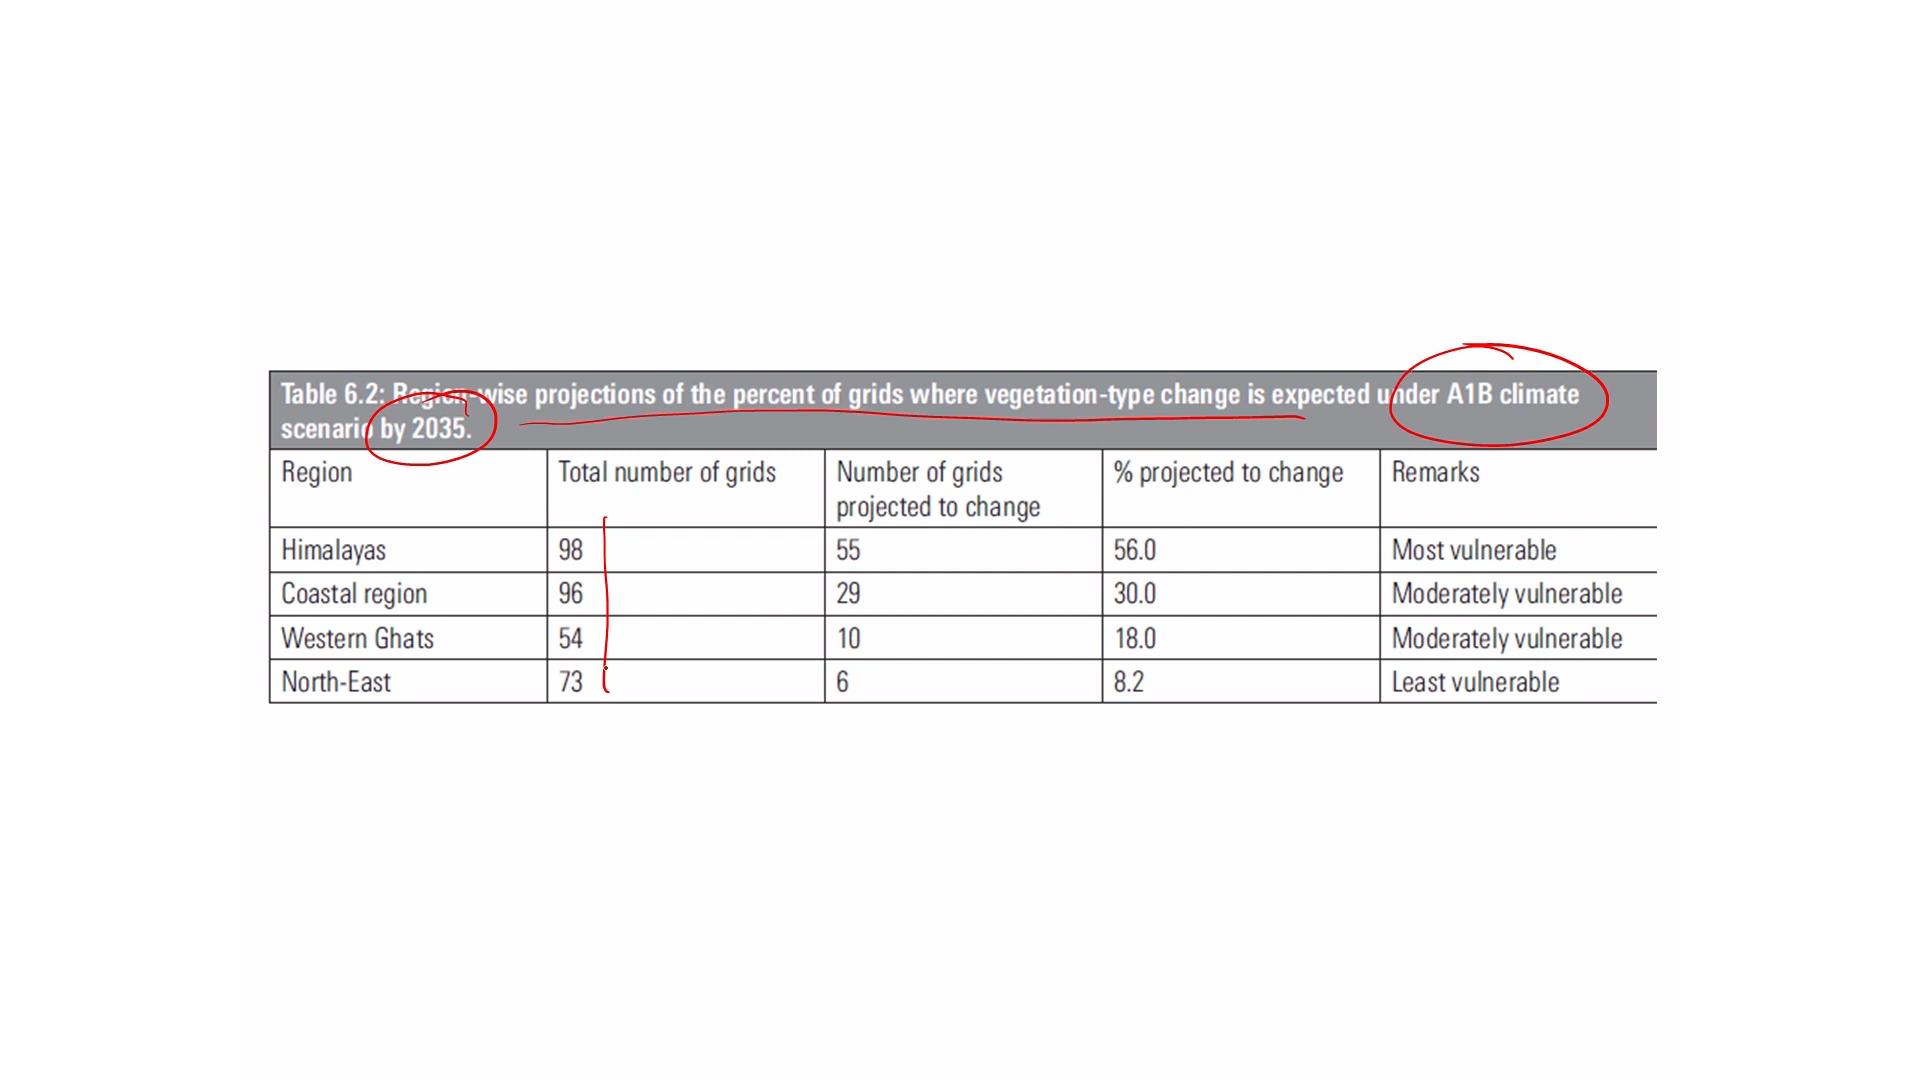 Table 6.2: Region-wise projections of the percent of grids where vegetation-type change is expected under A1B climate
scenario by 2035.
Region Total number of grids Number of grids projected to change % projected to change Remarks
Himalayas 98 55 56.0 Most vulnerable
Coastal region 96 29 30.0 Moderately vulnerable
Western Ghats 54 10 18.0 Moderately vulnerable
North-East 73 6 8.2 Least vulnerable